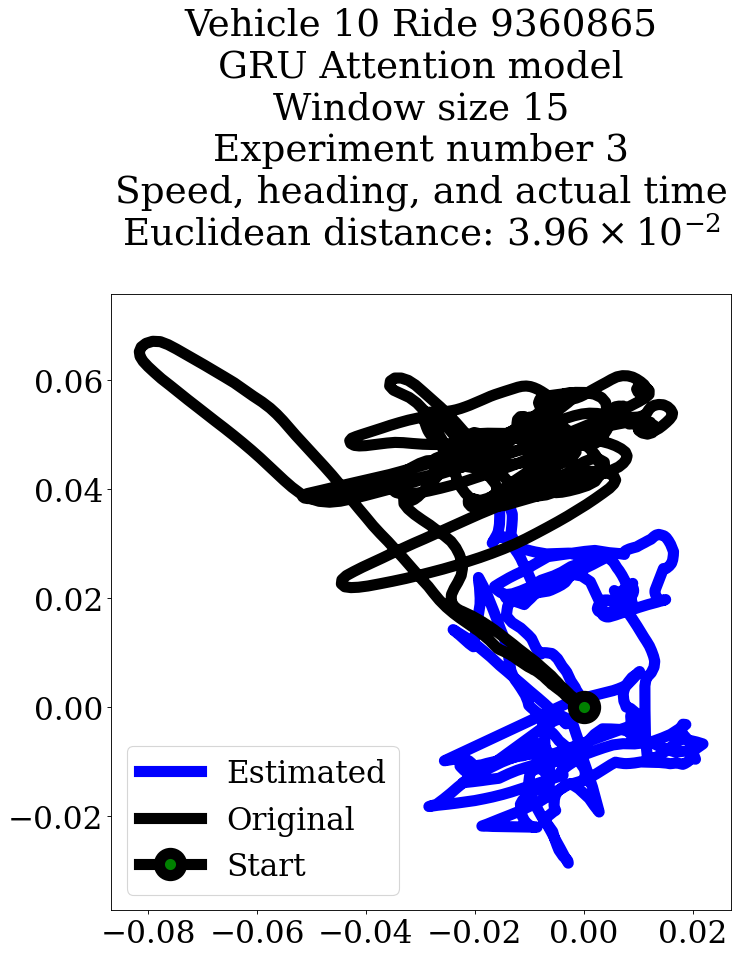 Vehicle 10 Ride 9360865
GRU Attention model
Window size 15
Experiment number 3
Speed, heading, and actual time
Euclidean distance: 3.96 × 10⁻²
0.06
0.04
0.02
0.00
−0.02
Estimated
Original
Start
−0.08 −0.06 −0.04 −0.02 0.00 0.02